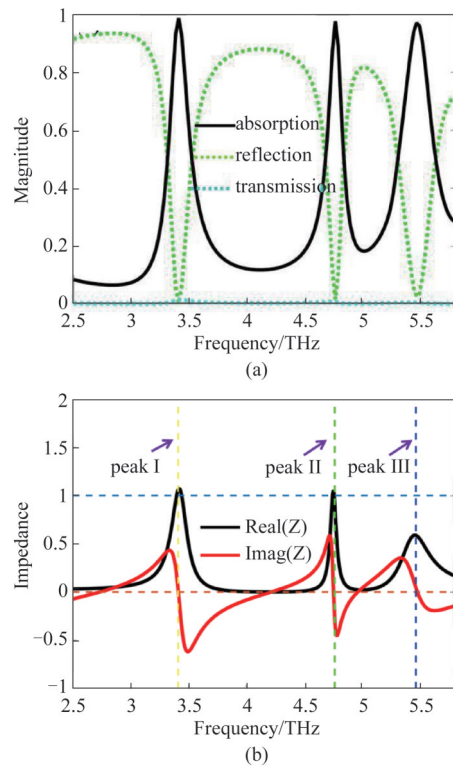 (a)
1
0.8
0.6
0.4
0.2
0
Magnitude
absorption
reflection
transmission
2.5 3 3.5 4 4.5 5 5.5
Frequency/THz
(a)
(b)
2
1.5
1
0.5
0
−0.5
−1
Impedance
peak I
peak II
peak III
Real(Z)
Imag(Z)
2.5 3 3.5 4 4.5 5 5.5
Frequency/THz
(b)